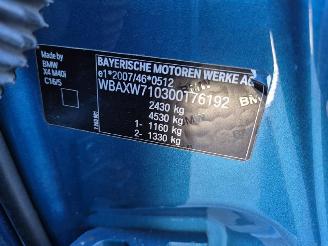 Made by
BMW
X4 M40i
C16/5
BAYERISCHE MOTOREN WERKE AG
e1*2007/46*0512
WBAXW710300T76192
2430 kg
4530 kg
1- 1160 kg
2- 1330 kg